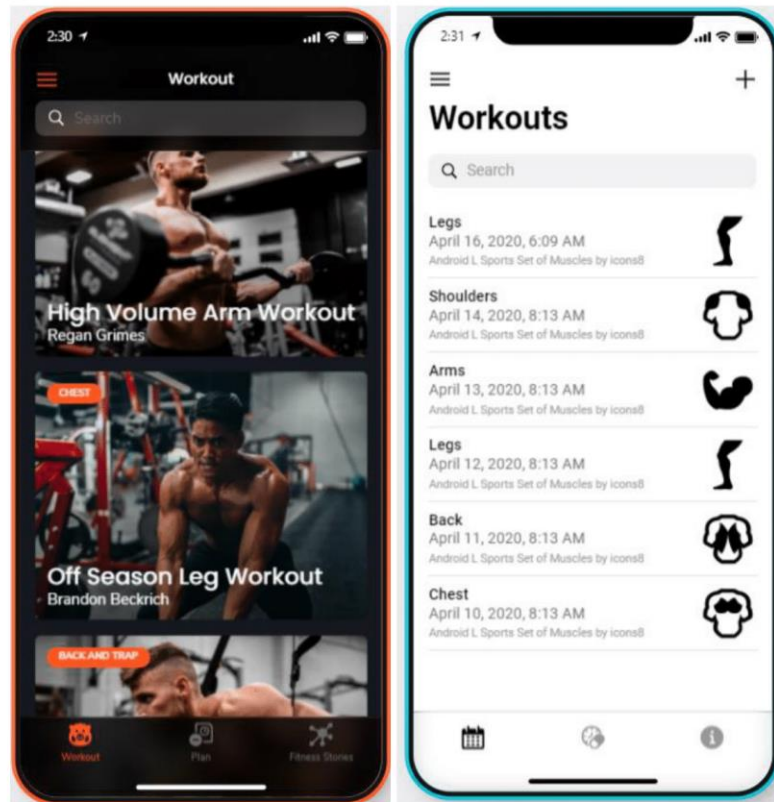 2:30
Workout
Search
High Volume Arm Workout
Regan Grimes
CHEST
Off Season Leg Workout
Brandon Beckrich
BACK AND TRAP
Workout
Plan
Fitness Stories
2:31
Workouts
Search
Legs
April 16, 2020, 6:09 AM
Android L Sports Set of Muscles by icons8
Shoulders
April 14, 2020, 8:13 AM
Android L Sports Set of Muscles by icons8
Arms
April 13, 2020, 8:13 AM
Android L Sports Set of Muscles by icons8
Legs
April 12, 2020, 8:13 AM
Android L Sports Set of Muscles by icons8
Back
April 11, 2020, 8:13 AM
Android L Sports Set of Muscles by icons8
Chest
April 10, 2020, 8:13 AM
Android L Sports Set of Muscles by icons8